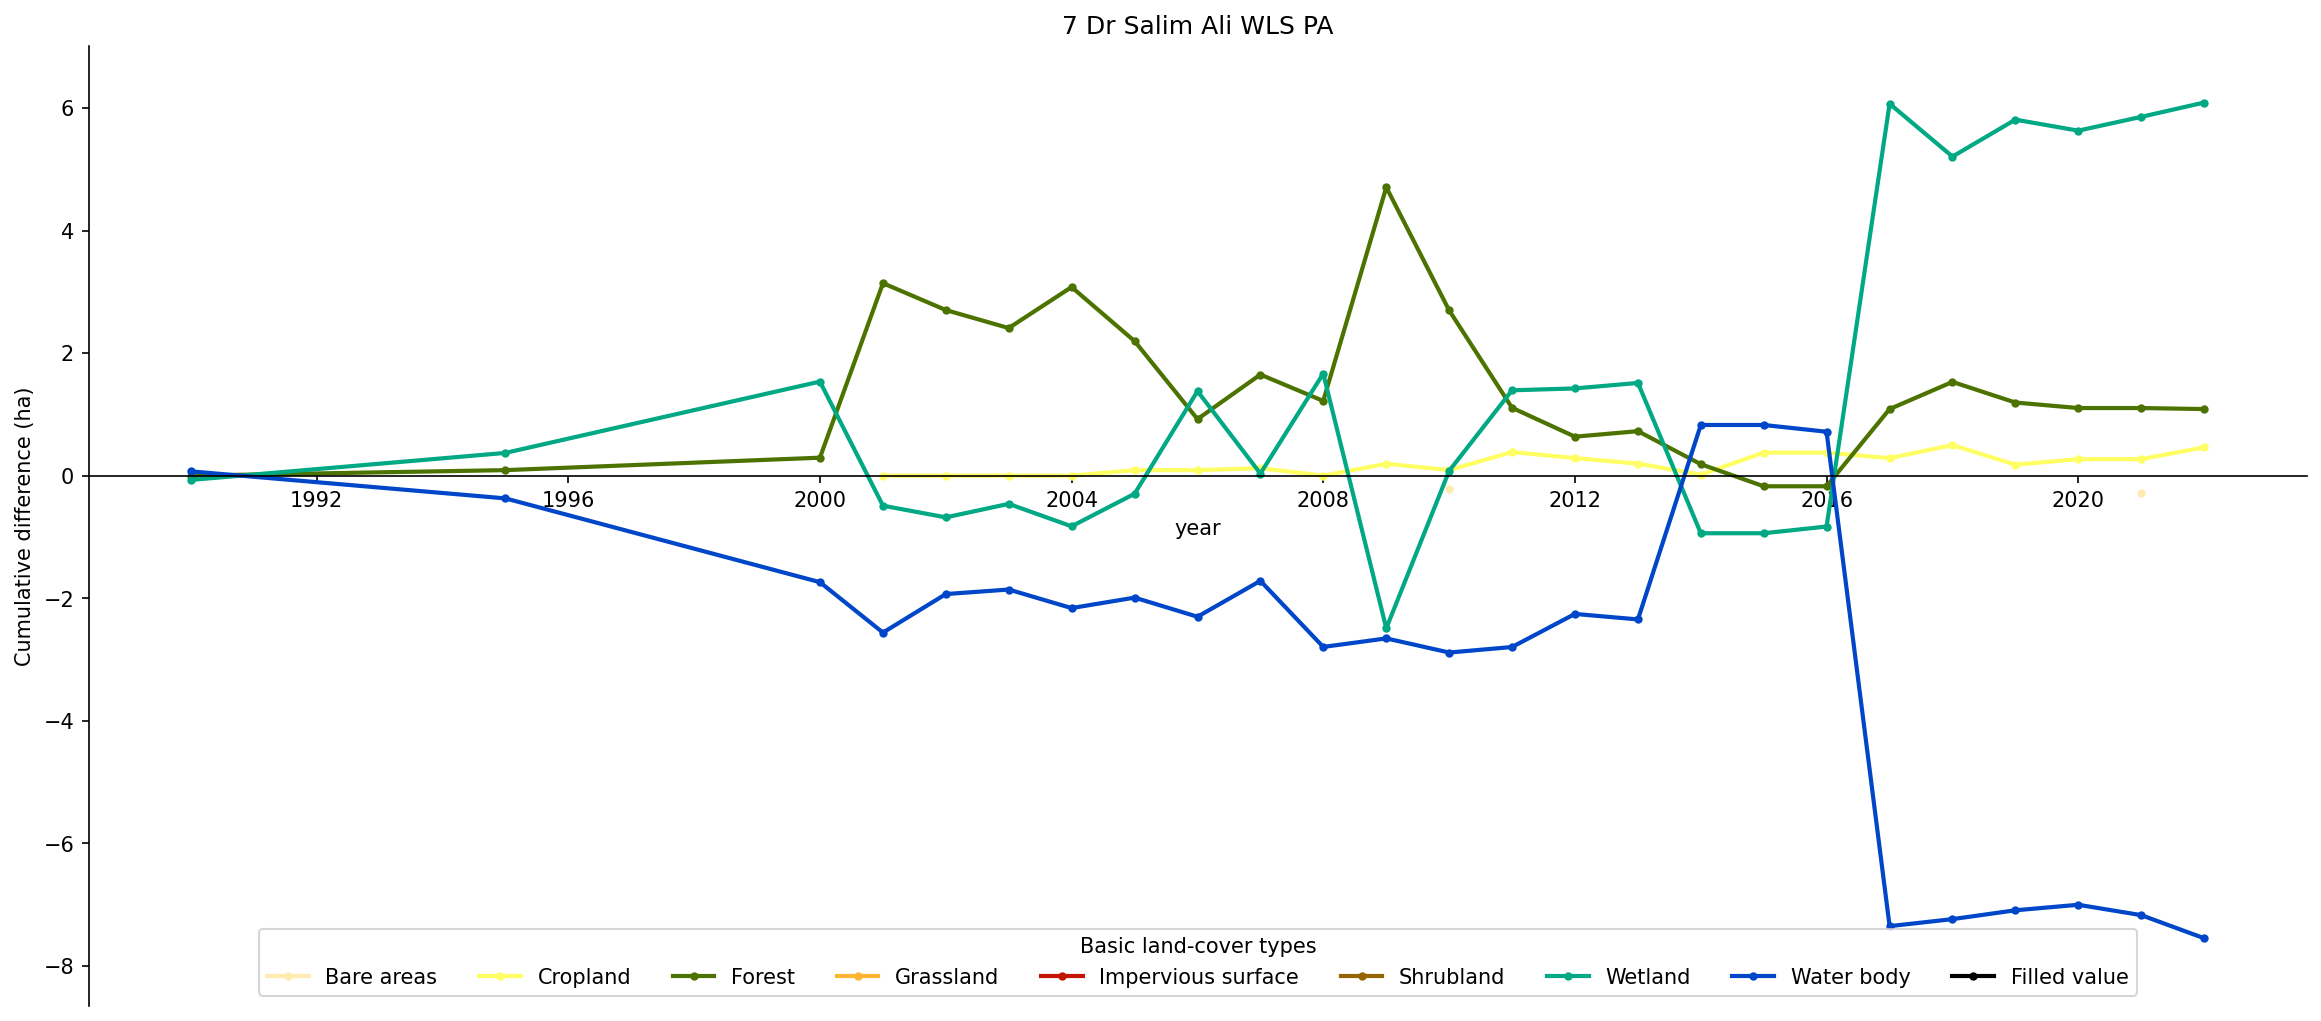 7 Dr Salim Ali WLS PA
Cumulative difference (ha)
6
4
2
0
−2
−4
−6
−8
1992 1996 2000 2004 2008 2012 2016 2020
year
Basic land-cover types
Bare areas Cropland Forest Grassland Impervious surface Shrubland Wetland Water body Filled value